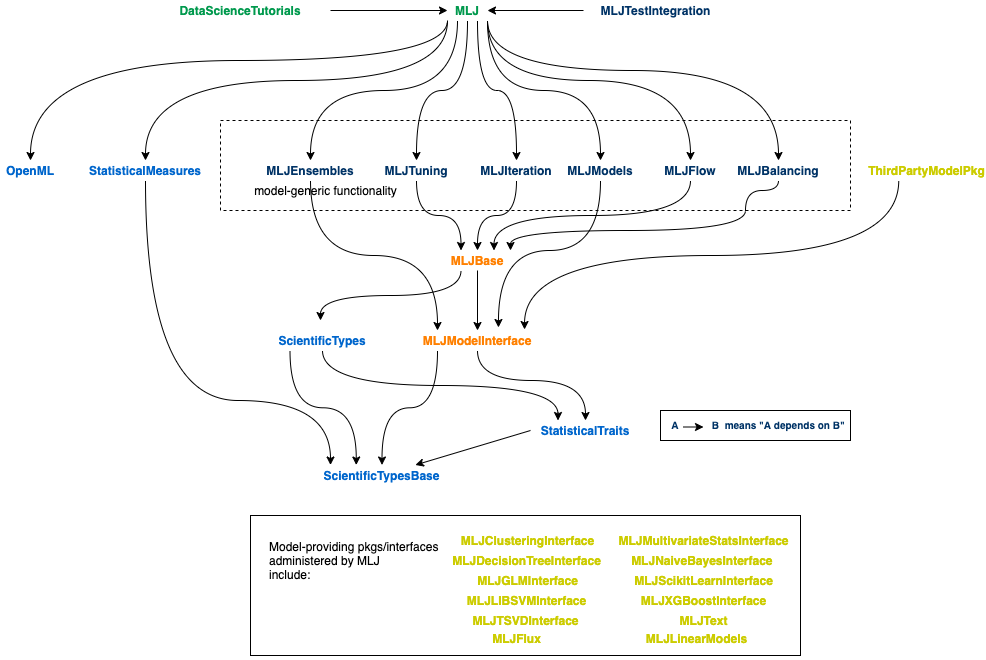 DataScienceTutorials MLJ MLJTestIntegration
OpenML StatisticalMeasures MLJEnsembles MLJTuning MLJIteration MLJModels MLJFlow MLJBalancing ThirdPartyModelPkg
model-generic functionality
MLJBase
ScientificTypes MLJModelInterface
StatisticalTraits
A B means "A depends on B"
ScientificTypesBase
Model-providing pkgs/interfaces
administered by MLJ
include:
MLJClusteringInterface MLJMultivariateStatsInterface
MLJDecisionTreeInterface MLJNaiveBayesInterface
MLJGLMInterface MLJScikitLearnInterface
MLJLIBSVMInterface MLJXGBoostInterface
MLJTSVDInterface MLJText
MLJFlux MLJLinearModels